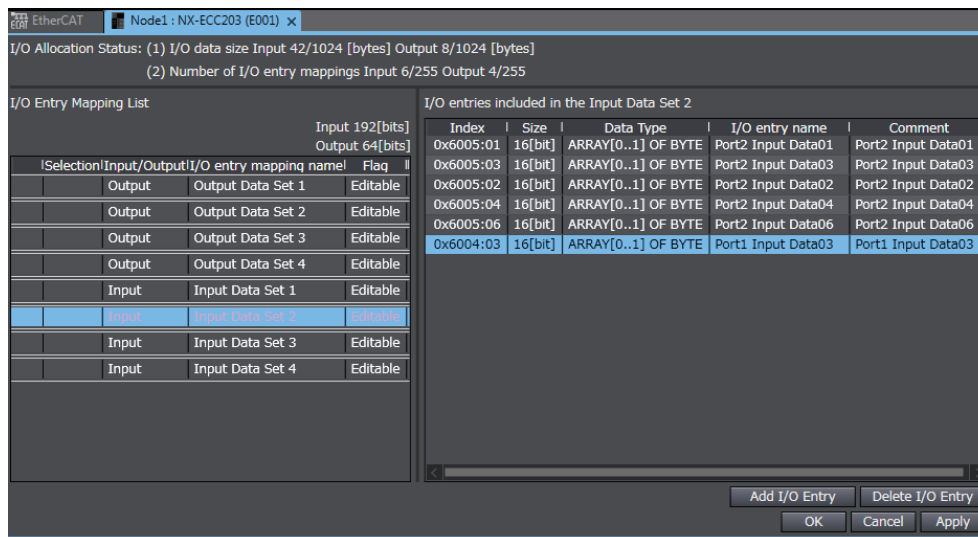 EtherCAT Node1 : NX-ECC203 (E001)
I/O Allocation Status: (1) I/O data size Input 42/1024 [bytes] Output 8/1024 [bytes]
(2) Number of I/O entry mappings Input 6/255 Output 4/255
I/O Entry Mapping List
Input 192[bits]
Output 64[bits]
Selection Input/Output I/O entry mapping name Flag
Output Output Data Set 1 Editable
Output Output Data Set 2 Editable
Output Output Data Set 3 Editable
Output Output Data Set 4 Editable
Input Input Data Set 1 Editable
Input Input Data Set 2 Editable
Input Input Data Set 3 Editable
Input Input Data Set 4 Editable
I/O entries included in the Input Data Set 2
Index Size Data Type I/O entry name Comment
0x6005:01 16[bit] ARRAY[0..1] OF BYTE Port2 Input Data01 Port2 Input Data01
0x6005:03 16[bit] ARRAY[0..1] OF BYTE Port2 Input Data03 Port2 Input Data03
0x6005:02 16[bit] ARRAY[0..1] OF BYTE Port2 Input Data02 Port2 Input Data02
0x6005:04 16[bit] ARRAY[0..1] OF BYTE Port2 Input Data04 Port2 Input Data04
0x6005:06 16[bit] ARRAY[0..1] OF BYTE Port2 Input Data06 Port2 Input Data06
0x6004:03 16[bit] ARRAY[0..1] OF BYTE Port1 Input Data03 Port1 Input Data03
Add I/O Entry Delete I/O Entry
OK Cancel Apply